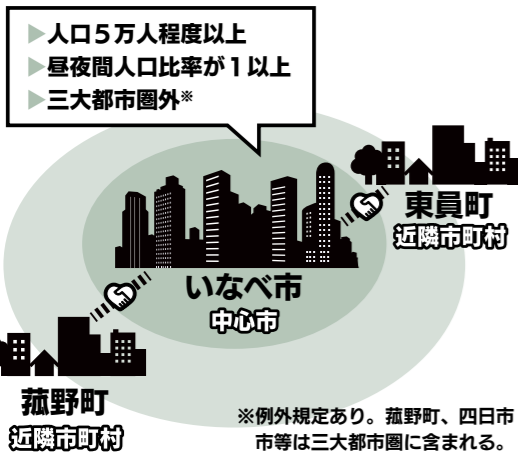 ▶人口５万人程度以上
▶昼夜間人口比率が１以上
▶三大都市圏外※
東員町
近隣市町村
いなべ市
中心市
菰野町
近隣市町村
※例外規定あり。菰野町、四日市
市等は三大都市圏に含まれる。